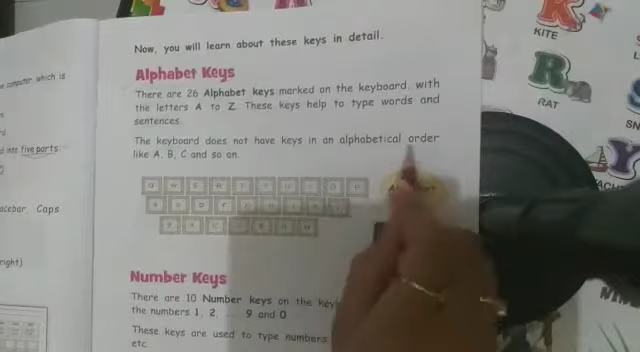 Now, you will learn about these keys in detail.
Alphabet Keys
There are 26 Alphabet keys marked on the keyboard, with
the letters A to Z. These keys help to type words and
sentences.
The keyboard does not have keys in an alphabetical order
like A, B, C and so on.
Number Keys
There are 10 Number keys on the
the numbers 1, 2, ... 9 and 0
These keys are used to type numbers
etc
computer which is
into five parts.
Caps
right)
KITE
R
RAT
Y